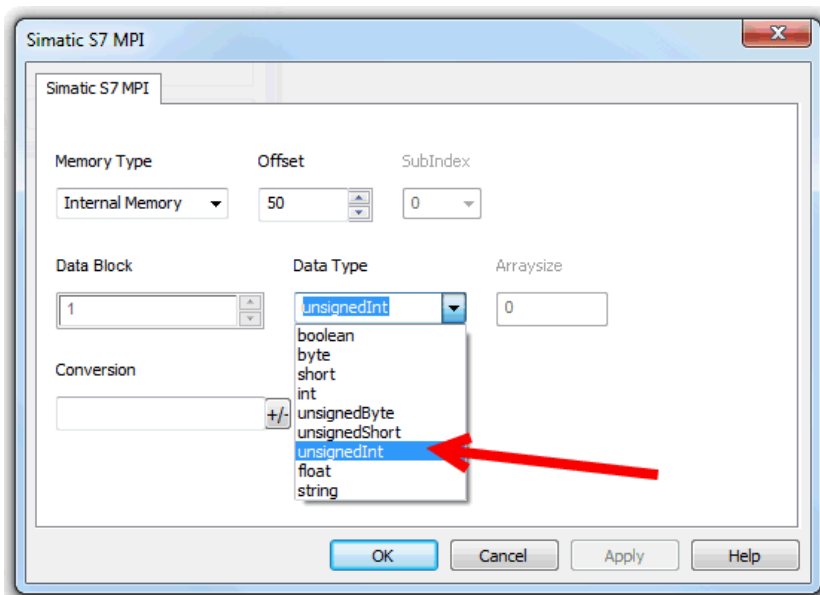 Simatic S7 MPI
Simatic S7 MPI
Memory Type Offset SubIndex
Internal Memory 50 0
Data Block Data Type Arraysize
1 unsignedInt 0
boolean
byte
short
int
unsignedByte
unsignedShort
unsignedInt
float
string
Conversion
+/-
OK Cancel Apply Help